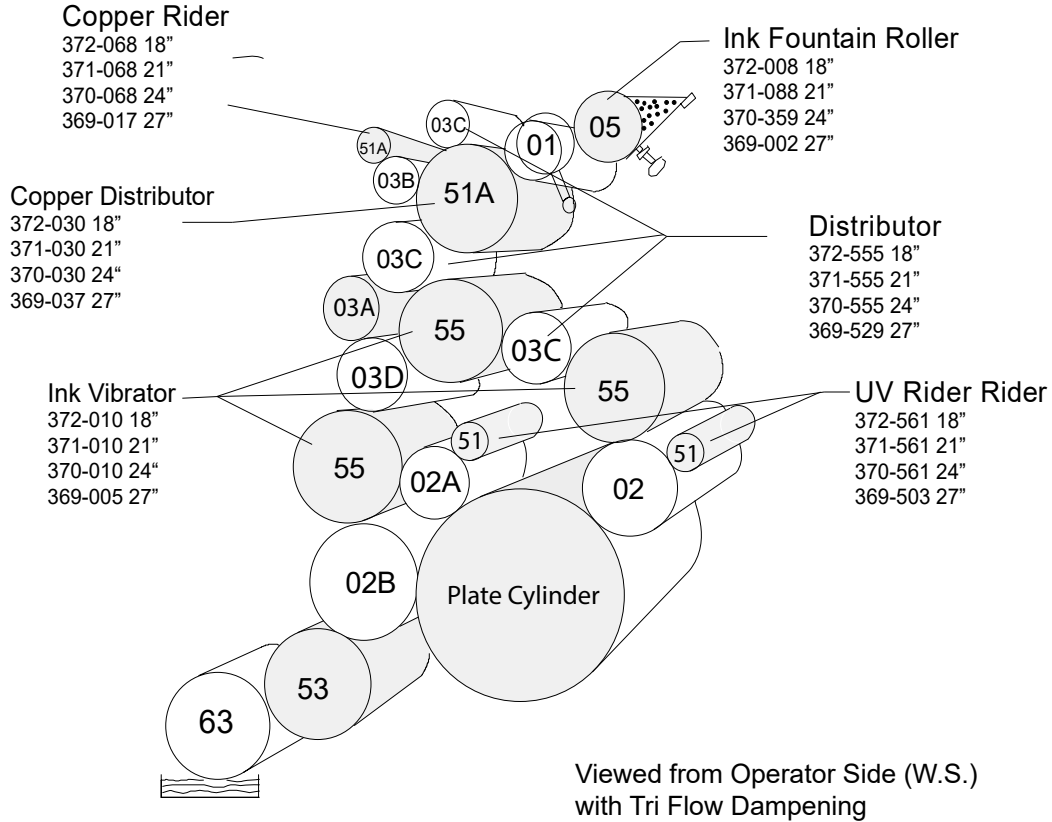 Copper Rider
372-068 18”
371-068 21”
370-068 24”
369-017 27”
Ink Fountain Roller
372-008 18”
371-088 21”
370-359 24”
369-002 27”
03C
01
05
51A
03B
51A
Copper Distributor
372-030 18”
371-030 21”
370-030 24“
369-037 27”
Distributor
372-555 18”
371-555 21”
370-555 24”
369-529 27”
03C
03A
55
03C
03D
55
Ink Vibrator
372-010 18”
371-010 21”
370-010 24“
369-005 27”
UV Rider Rider
372-561 18”
371-561 21”
370-561 24”
369-503 27”
51
51
55
02A
02
02B
Plate Cylinder
53
63
Viewed from Operator Side (W.S.)
with Tri Flow Dampening